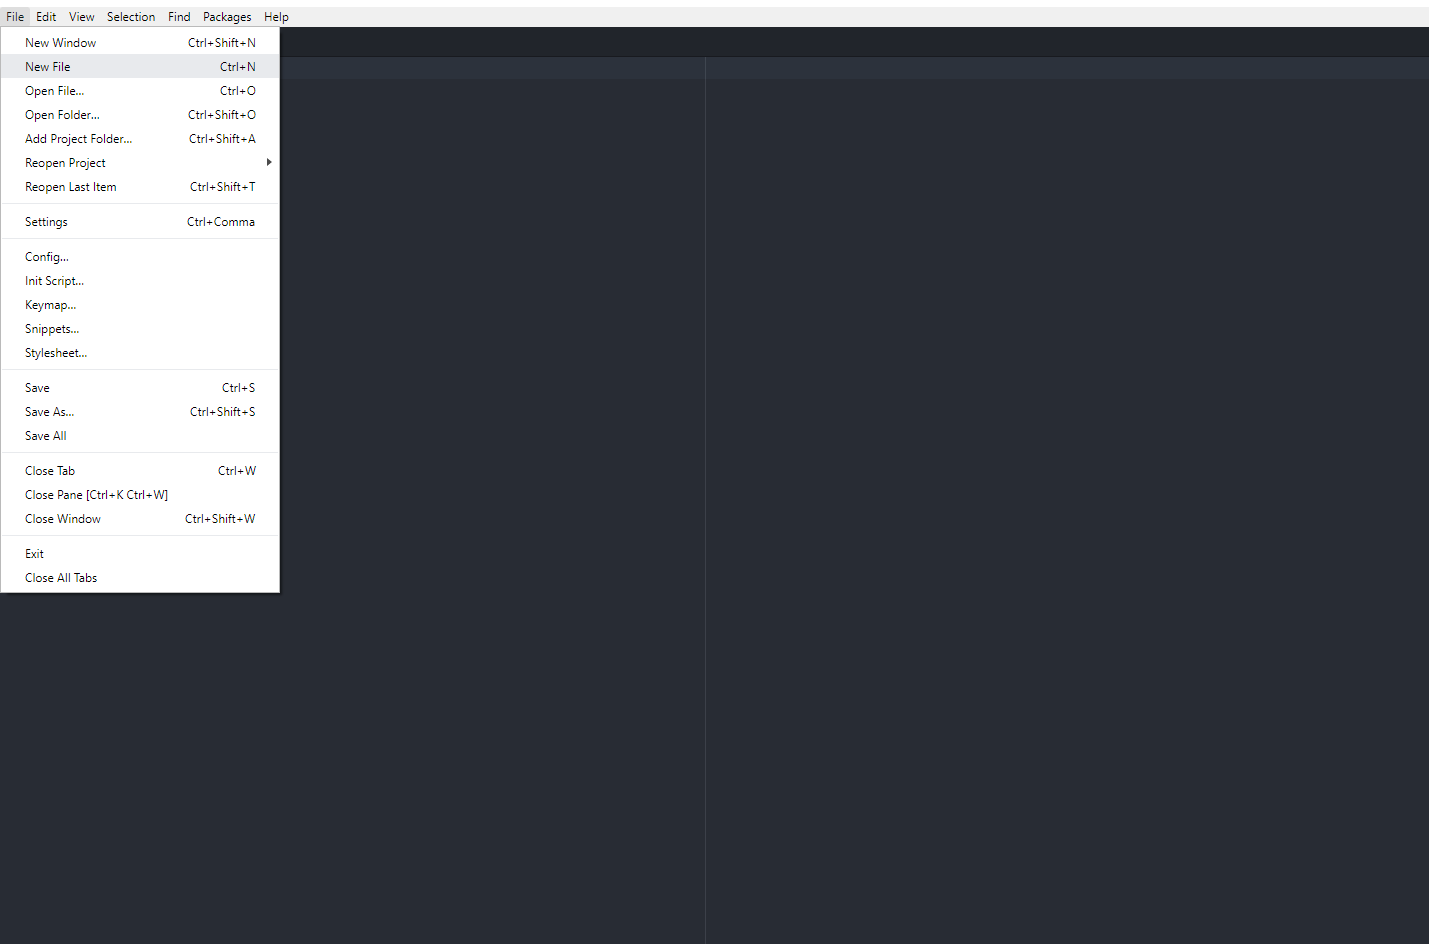 File Edit View Selection Find Packages Help
New Window Ctrl+Shift+N
New File Ctrl+N
Open File... Ctrl+O
Open Folder... Ctrl+Shift+O
Add Project Folder... Ctrl+Shift+A
Reopen Project
Reopen Last Item Ctrl+Shift+T
Settings Ctrl+Comma
Config...
Init Script...
Keymap...
Snippets...
Stylesheet...
Save Ctrl+S
Save As... Ctrl+Shift+S
Save All
Close Tab Ctrl+W
Close Pane [Ctrl+K Ctrl+W]
Close Window Ctrl+Shift+W
Exit
Close All Tabs